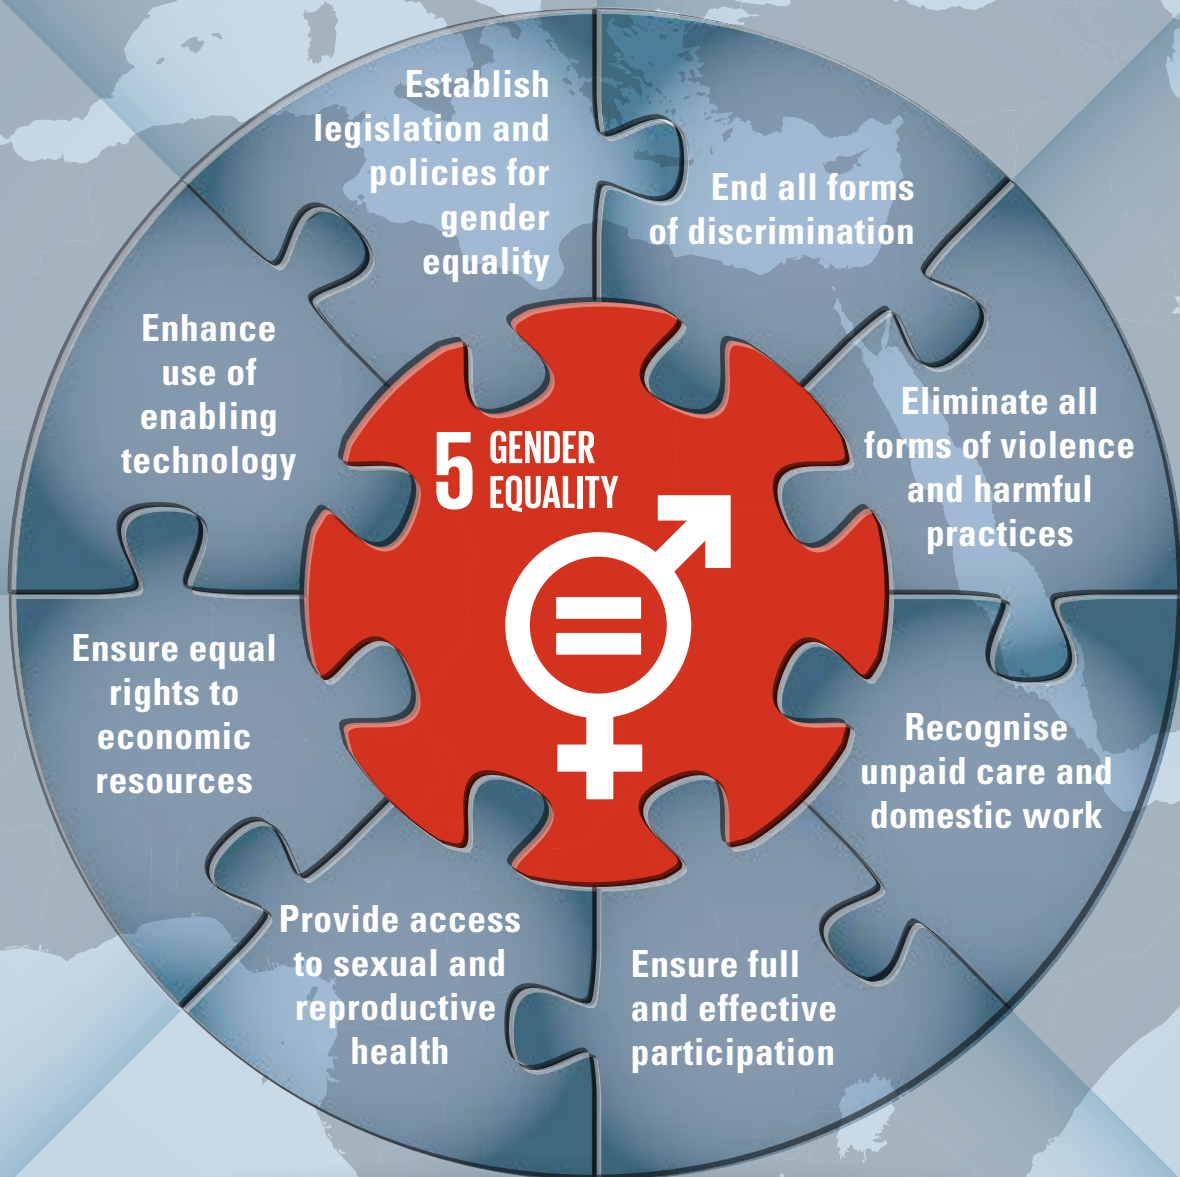 Establish
legislation and
policies for
gender
equality
End all forms
of discrimination
Eliminate all
forms of violence
and harmful
practices
Recognise
unpaid care and
domestic work
Ensure full
and effective
participation
Provide access
to sexual and
reproductive
health
Ensure equal
rights to
economic
resources
Enhance
use of
enabling
technology
5 GENDER
EQUALITY